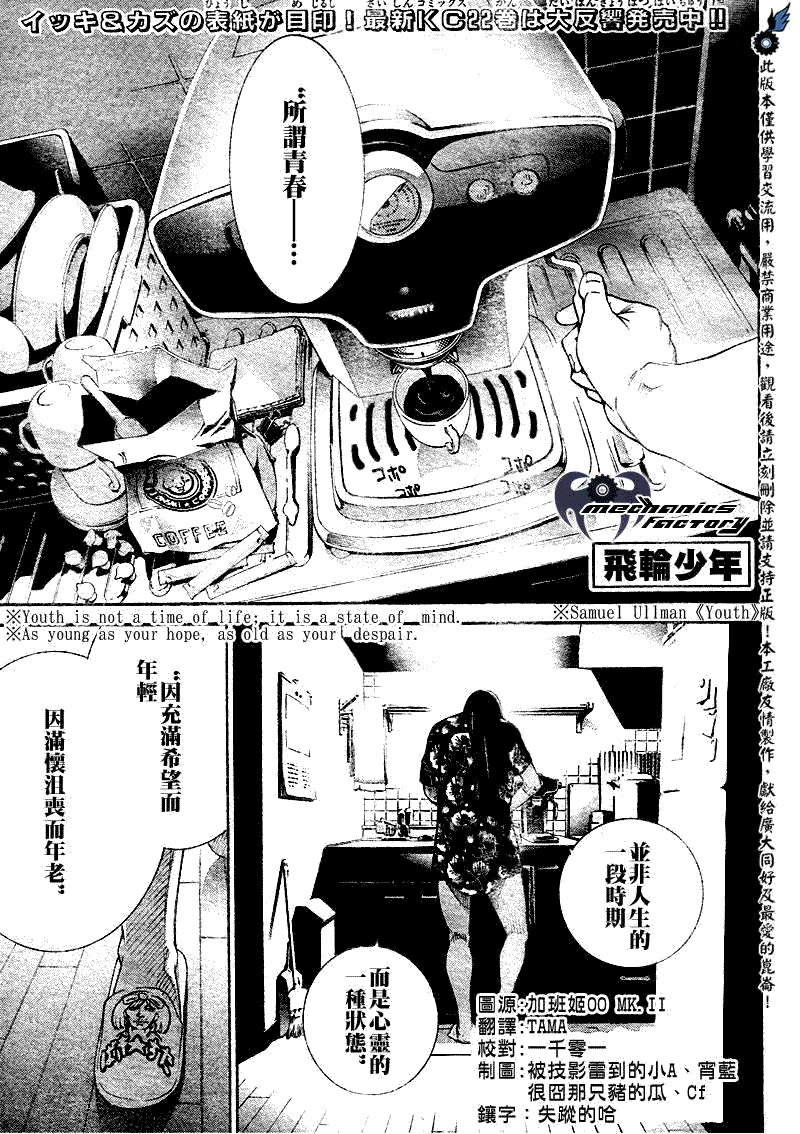 イッキ&カズの表紙が目印!最新KC22巻は大反響発売中!!
"所謂青春——…
コポ
コポ
コポ
COFFEE
mechanics
Factory
飛輪少年
※Youth is not a time of life; it is a state of mind.
※Samuel Ullman《Youth》
※As young as your hope, as old as your despair.
並非人生的
一段時期
而是心靈的
一種狀態"
"因充滿希望而
年輕
因滿懷沮喪而年老"
圖源:加班姬OO MK.II
翻譯:TAMA
校對:一千零一
制圖:被技影雷到的小A、宵藍
很囧那只豬的瓜、Cf
鑲字:失蹤的哈
此版本僅供學習交流用,嚴禁商業用途,觀看後請立刻刪除並請支持正版!本工廠友情製作,獻給廣大同好及最愛的崑崙!